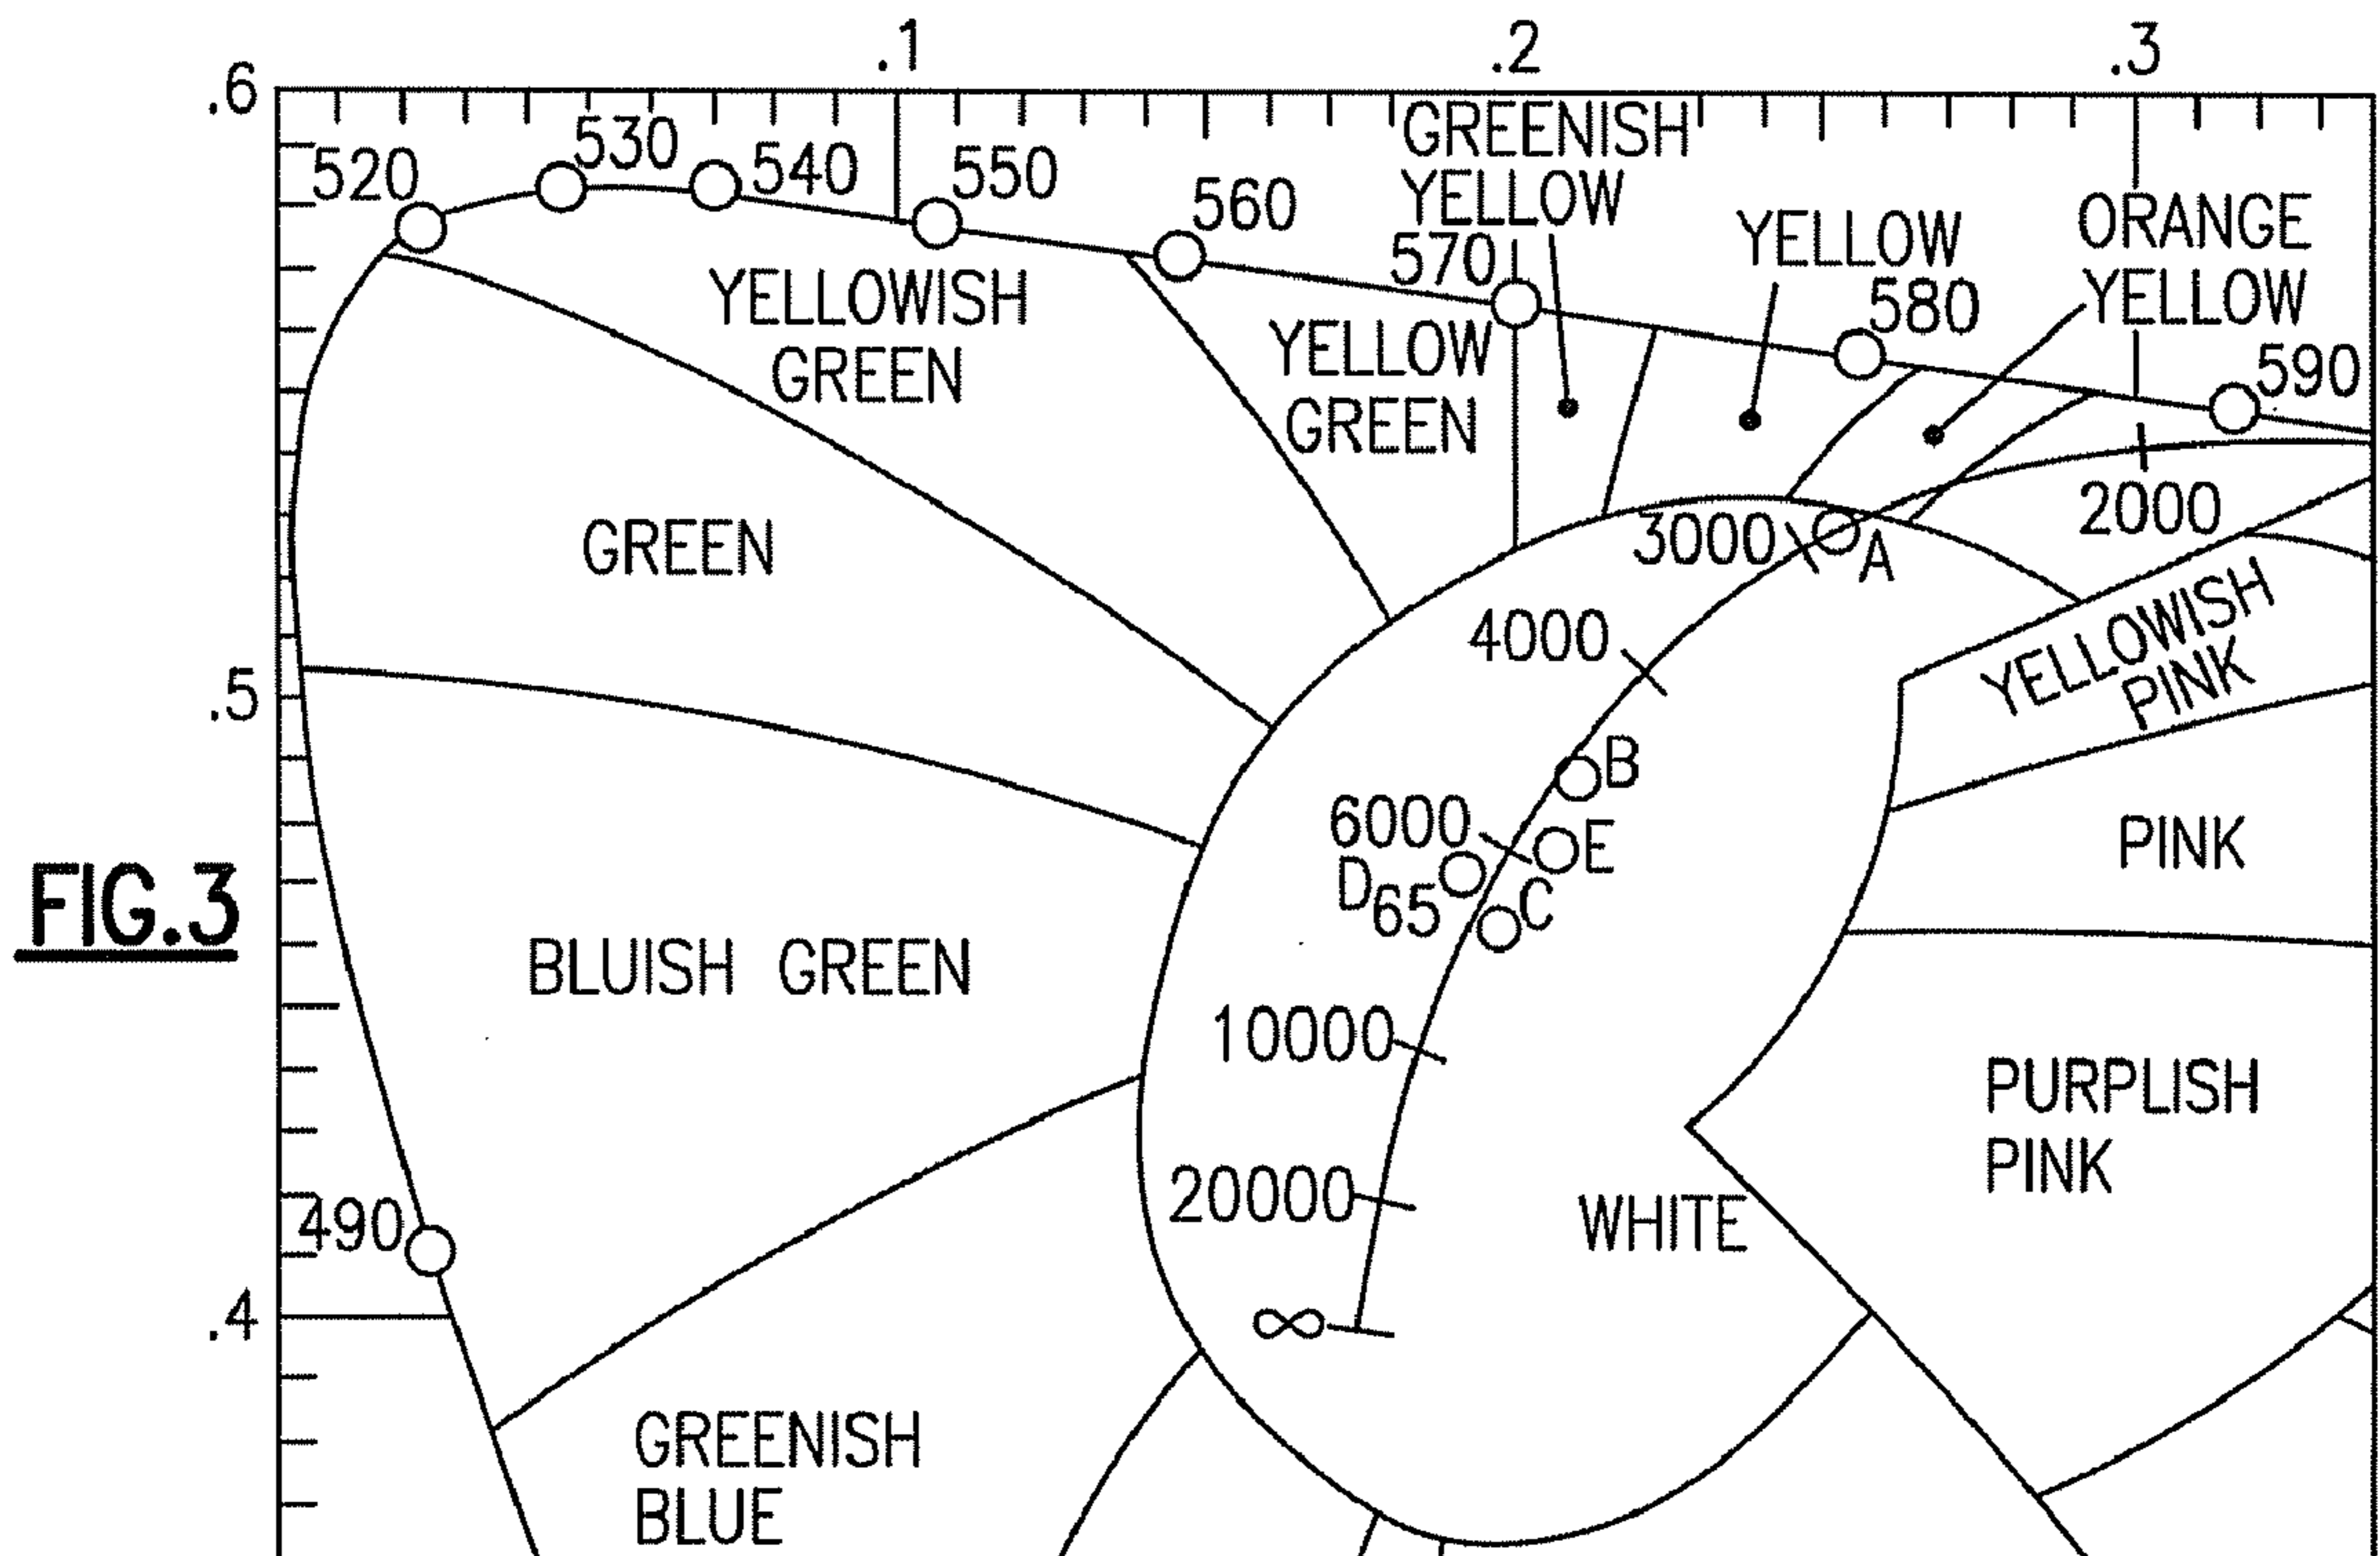 .1
.2
.3
.6
520
530
540
550
560
GREENISH
YELLOW
570
YELLOW
580
ORANGE
YELLOW
590
YELLOWISH
GREEN
YELLOW
GREEN
GREEN
3000
A
2000
4000
YELLOWISH
PINK
.5
B
6000
E
D65
C
PINK
FIG.3
BLUISH GREEN
10000
PURPLISH
PINK
20000
WHITE
490
.4
∞
GREENISH
BLUE